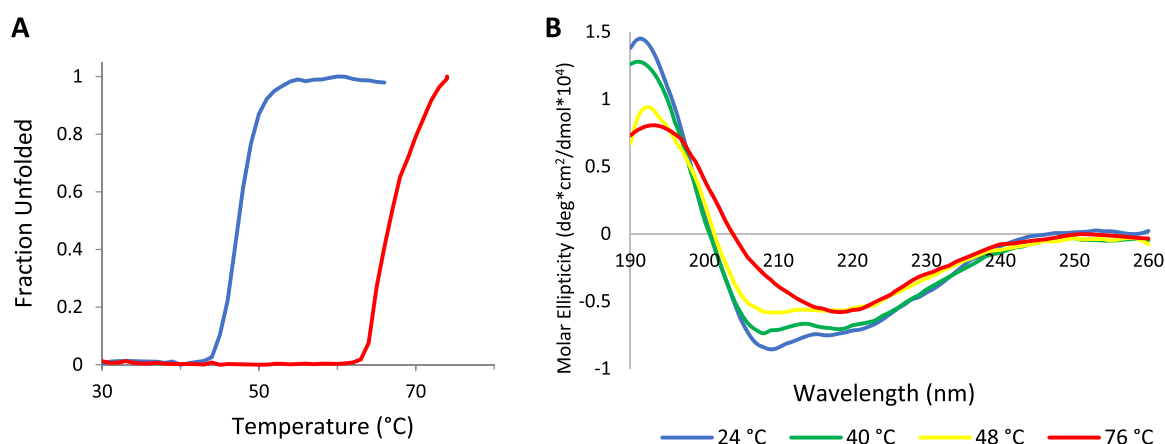 A
Fraction Unfolded
1
0.8
0.6
0.4
0.2
0
30
50
70
Temperature (°C)
B
Molar Ellipticity (deg*cm²/dmol*10⁴)
1.5
1
0.5
0
-0.5
-1
190
200
210
220
230
240
250
260
Wavelength (nm)
24 °C
40 °C
48 °C
76 °C